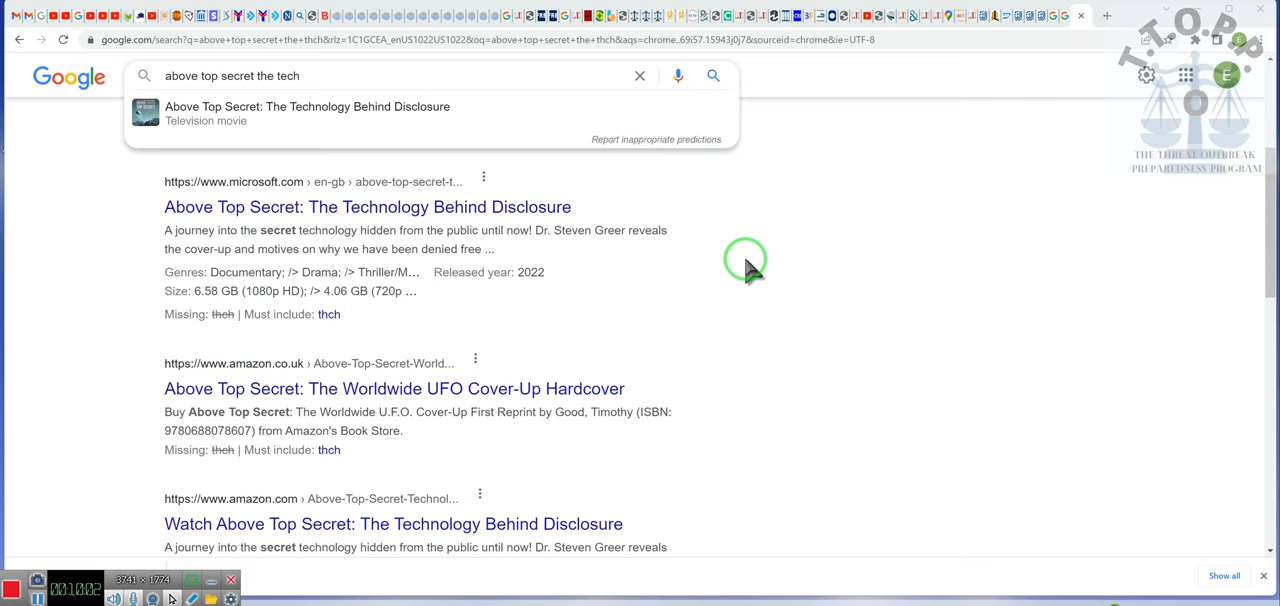 google.com/search?q=above+top+secret+the+thch&rlz=1C1GCEA_enUS1022US1022&oq=above+top+secret+the+thch&aqs=chrome..69i57.15943j0j7&sourceid=chrome&ie=UTF-8
T.T.O.P.P.
O
THE THREAT OUTBREAK
PREPAREDNESS PROGRAM
Google
above top secret the tech
E
Above Top Secret: The Technology Behind Disclosure
Television movie
Report inappropriate predictions
https://www.microsoft.com › en-gb › above-top-secret-t...
Above Top Secret: The Technology Behind Disclosure
A journey into the secret technology hidden from the public until now! Dr. Steven Greer reveals
the cover-up and motives on why we have been denied free ...
Genres: Documentary; /> Drama; /> Thriller/M... Released year: 2022
Size: 6.58 GB (1080p HD); /> 4.06 GB (720p ...
Missing: thch | Must include: thch
https://www.amazon.co.uk › Above-Top-Secret-World...
Above Top Secret: The Worldwide UFO Cover-Up Hardcover
Buy Above Top Secret: The Worldwide U.F.O. Cover-Up First Reprint by Good, Timothy (ISBN:
9780688078607) from Amazon's Book Store.
Missing: thch | Must include: thch
https://www.amazon.com › Above-Top-Secret-Technol...
Watch Above Top Secret: The Technology Behind Disclosure
A journey into the secret technology hidden from the public until now! Dr. Steven Greer reveals
Show all
3741 x 1774
00:10:02